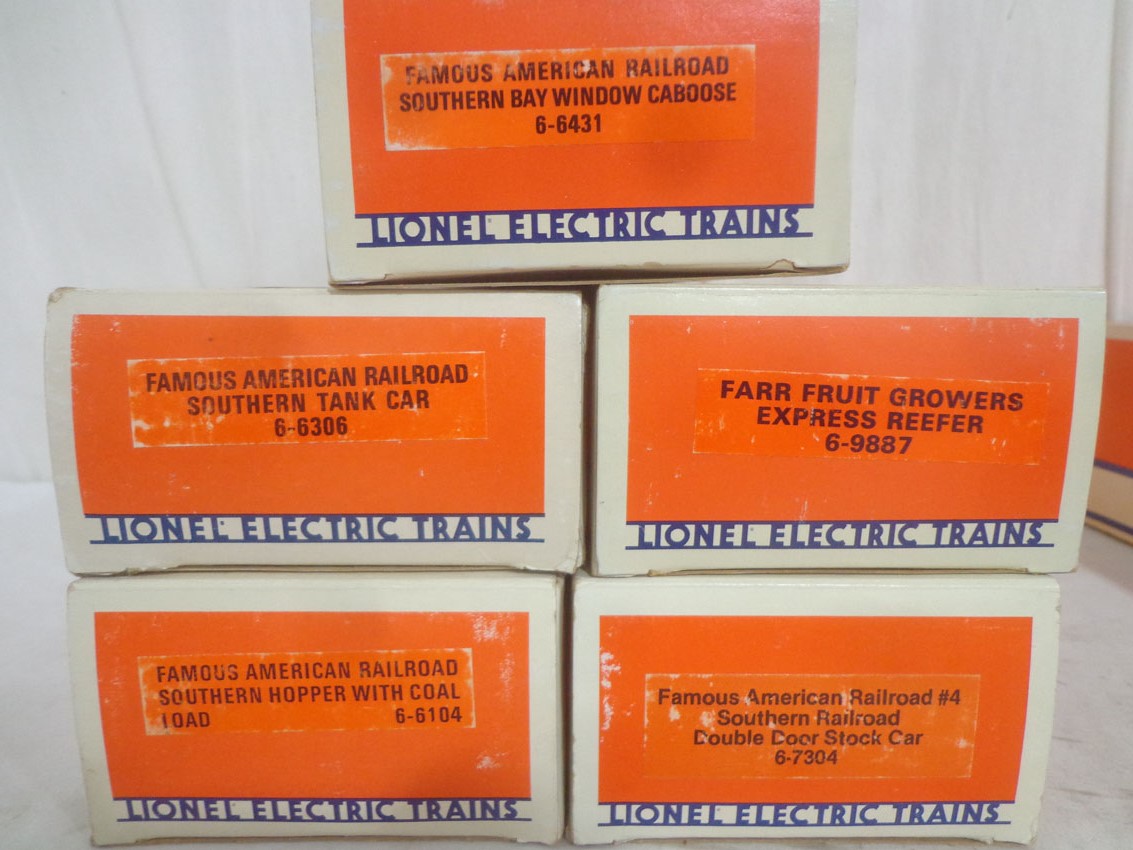 FAMOUS AMERICAN RAILROAD
SOUTHERN BAY WINDOW CABOOSE
6-6431
LIONEL ELECTRIC TRAINS
FAMOUS AMERICAN RAILROAD
SOUTHERN TANK CAR
6-6306
LIONEL ELECTRIC TRAINS
FARR FRUIT GROWERS
EXPRESS REEFER
6-9887
LIONEL ELECTRIC TRAINS
FAMOUS AMERICAN RAILROAD
SOUTHERN HOPPER WITH COAL
LOAD 6-6104
LIONEL ELECTRIC TRAINS
Famous American Railroad #4
Southern Railroad
Double Door Stock Car
6-7304
LIONEL ELECTRIC TRAINS